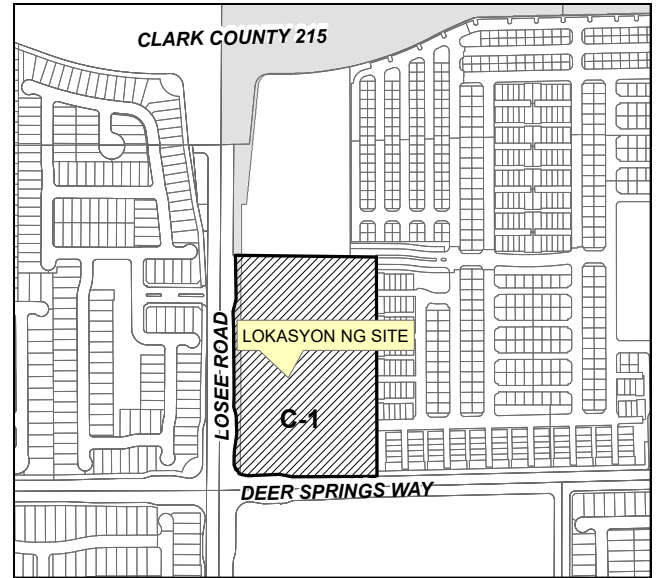 CLARK COUNTY 215
LOKASYON NG SITE
LOSEE ROAD
C-1
DEER SPRINGS WAY